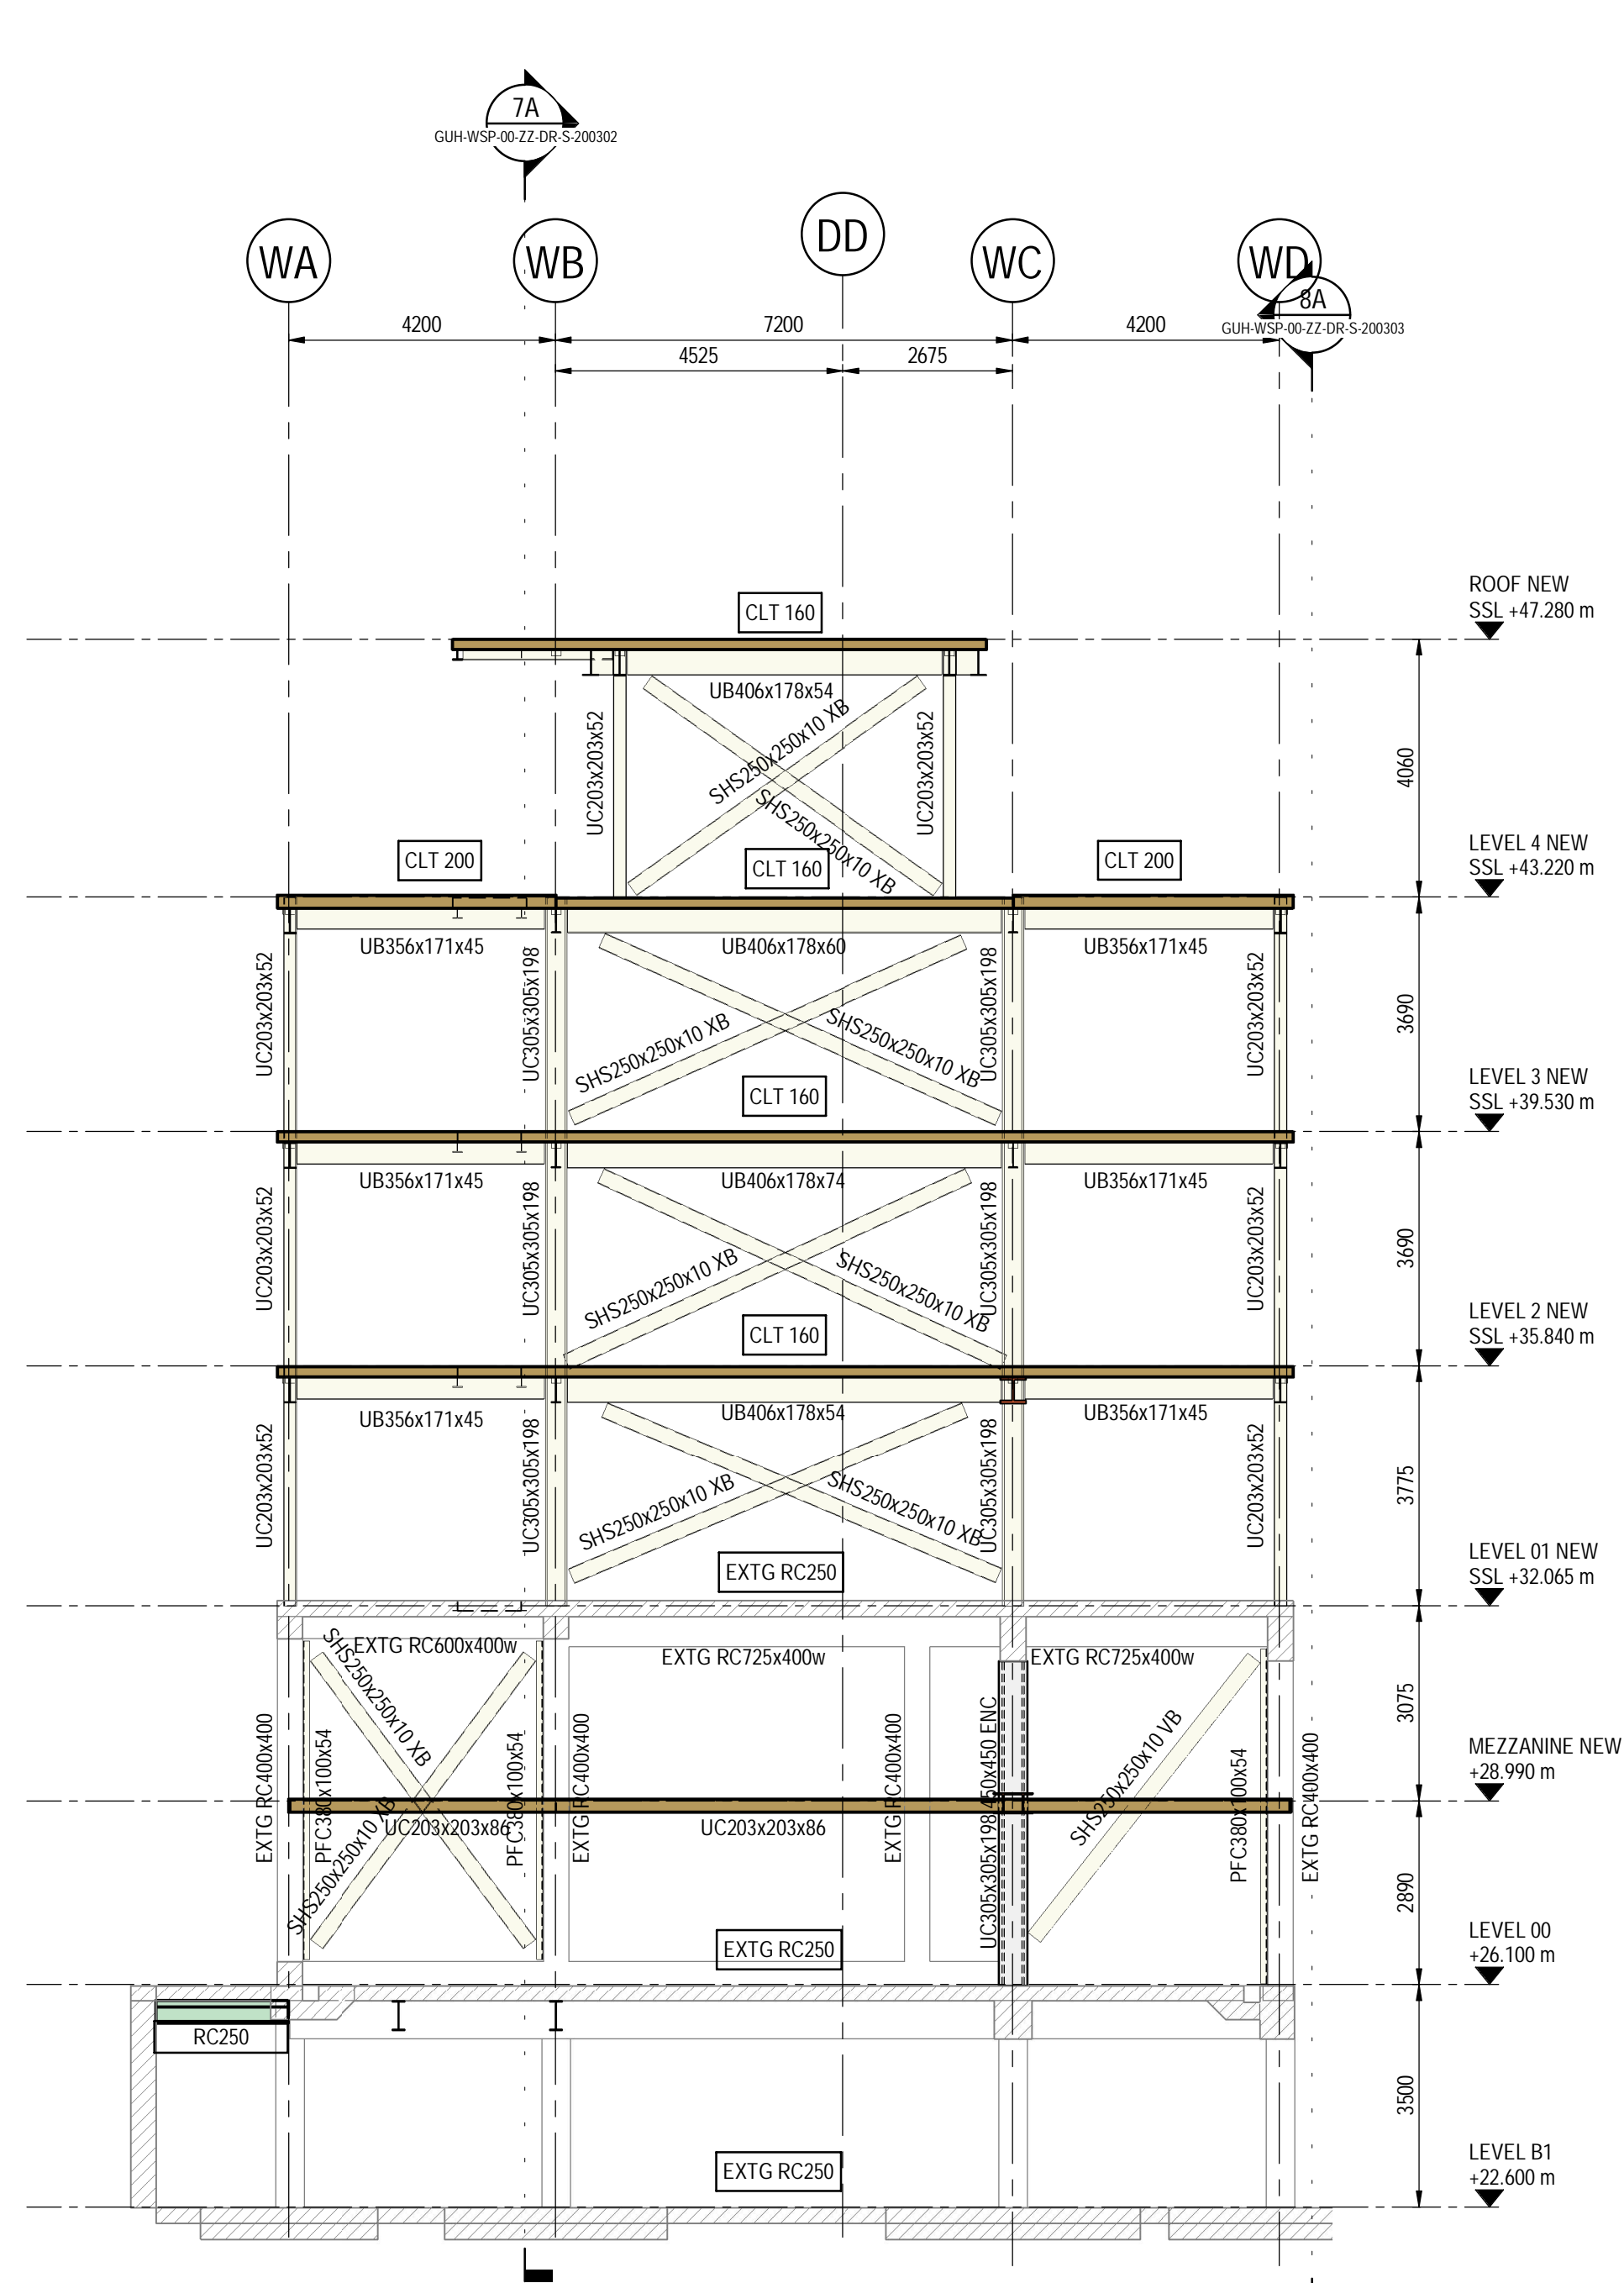 7A
GUH-WSP-00-ZZ-DR-S-200302
WA
WB
DD
WC
WD
8A
GUH-WSP-00-ZZ-DR-S-200303
4200
7200
4200
4525
2675
ROOF NEW
SSL +47.280 m
CLT 160
UB406x178x54
UC203x203x52
SHS250x250x10 XB
SHS250x250x10 XB
UC203x203x52
4060
LEVEL 4 NEW
SSL +43.220 m
CLT 200
CLT 160
CLT 200
UB356x171x45
UB406x178x60
UB356x171x45
UC203x203x52
UC305x305x198
SHS250x250x10 XB
SHS250x250x10 XB
UC305x305x198
UC203x203x52
3690
LEVEL 3 NEW
SSL +39.530 m
CLT 160
UB356x171x45
UB406x178x74
UB356x171x45
UC203x203x52
UC305x305x198
SHS250x250x10 XB
SHS250x250x10 XB
UC305x305x198
UC203x203x52
3690
LEVEL 2 NEW
SSL +35.840 m
CLT 160
UB356x171x45
UB406x178x54
UB356x171x45
UC203x203x52
UC305x305x198
SHS250x250x10 XB
SHS250x250x10 XB
UC305x305x198
UC203x203x52
3775
LEVEL 01 NEW
SSL +32.065 m
EXTG RC250
EXTG RC600x400w
EXTG RC725x400w
EXTG RC725x400w
EXTG RC400x400
PFC380x100x54
SHS250x250x10 XB
SHS250x250x10 XB
PFC380x100x54
EXTG RC400x400
EXTG RC400x400
UC305x305x198 450x450 ENC
SHS250x250x10 VB
PFC380x100x54
EXTG RC400x400
3075
MEZZANINE NEW
+28.990 m
UC203x203x86
UC203x203x86
2890
LEVEL 00
+26.100 m
EXTG RC250
RC250
3500
LEVEL B1
+22.600 m
EXTG RC250